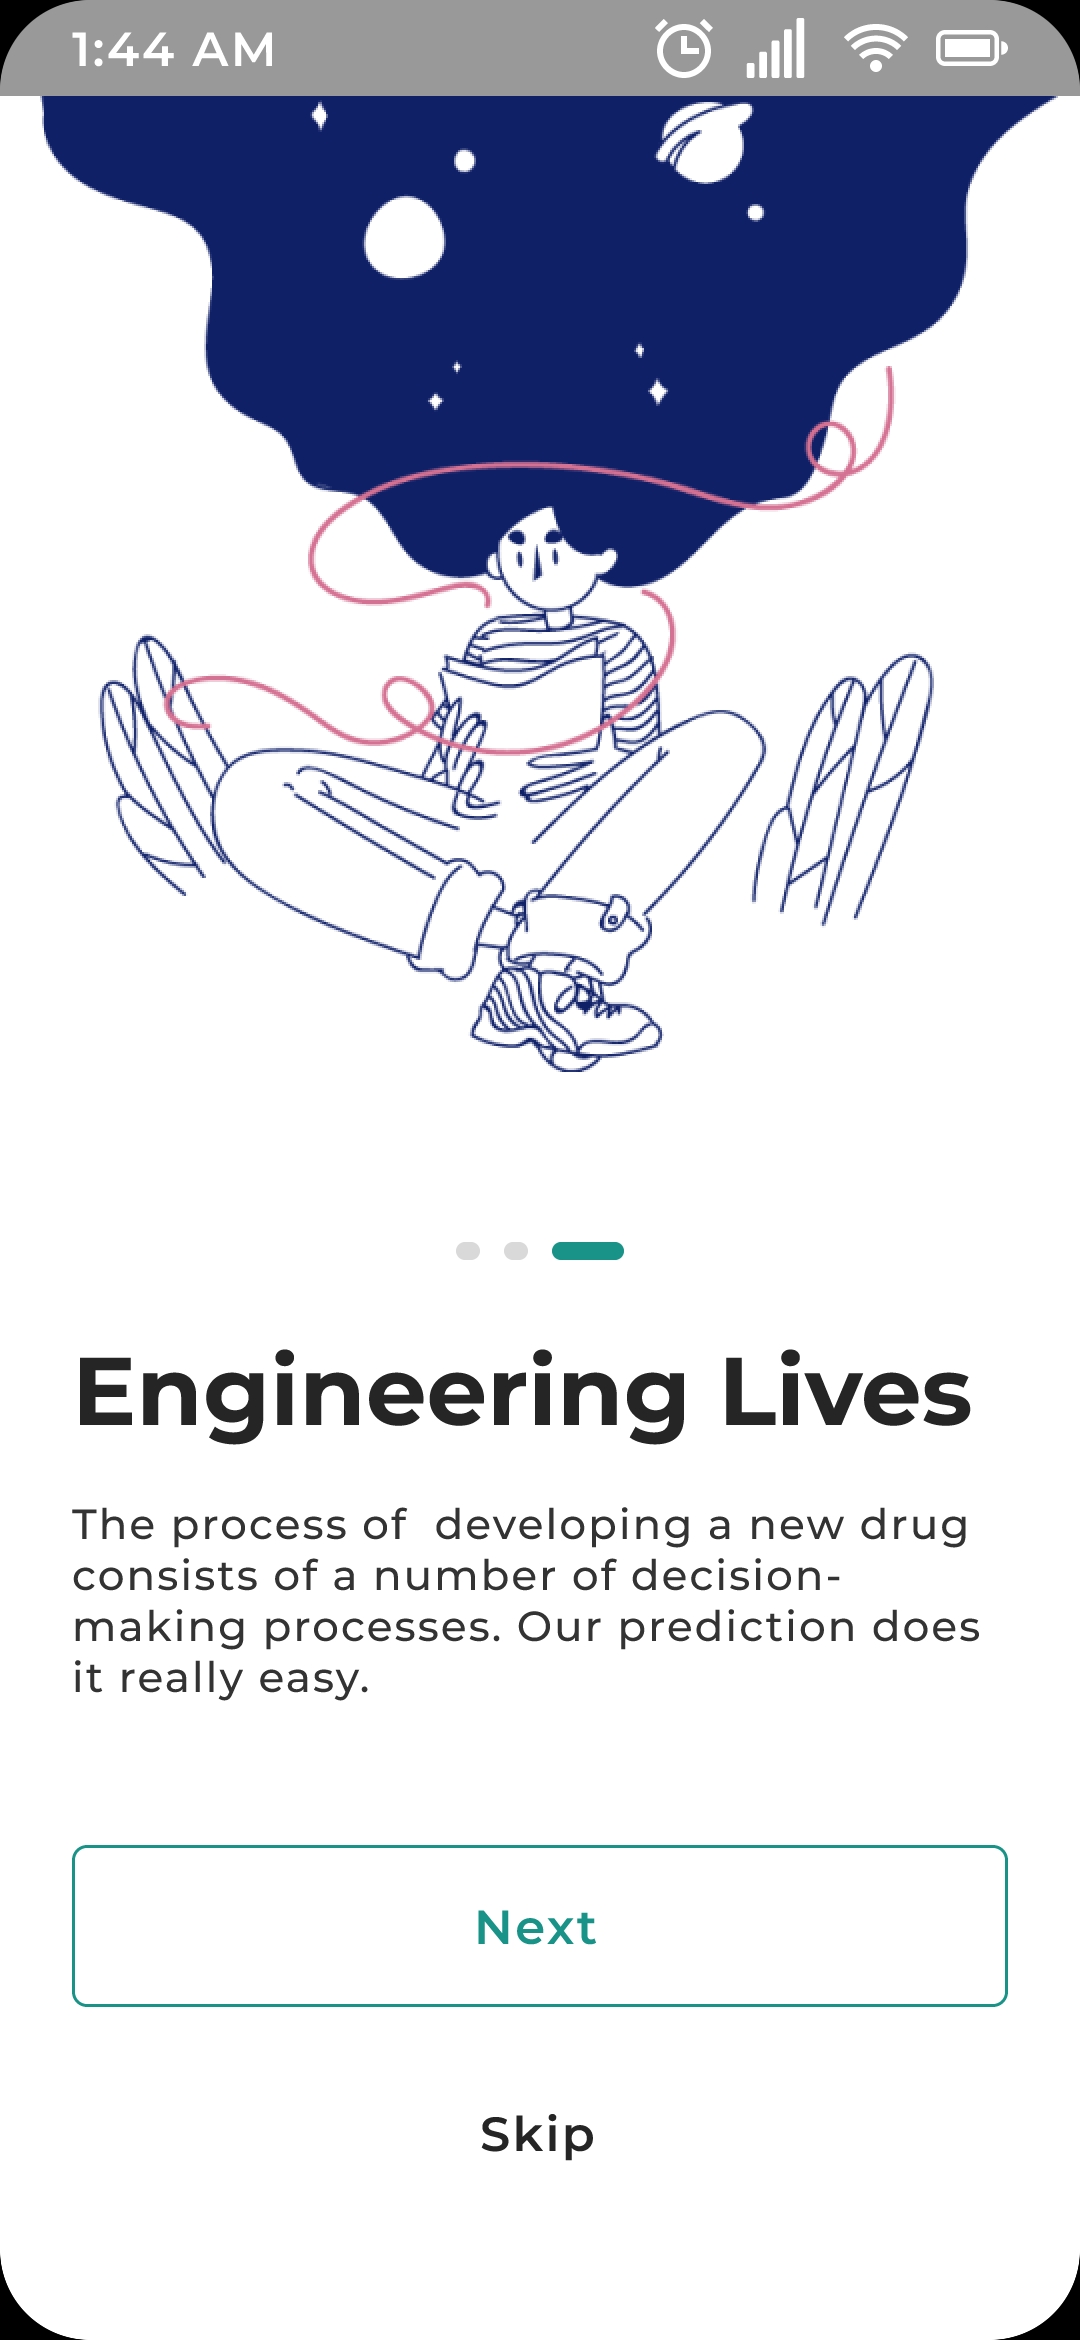 1:44 AM
Engineering Lives
The process of  developing a new drug
consists of a number of decision-
making processes. Our prediction does
it really easy.
Next
Skip